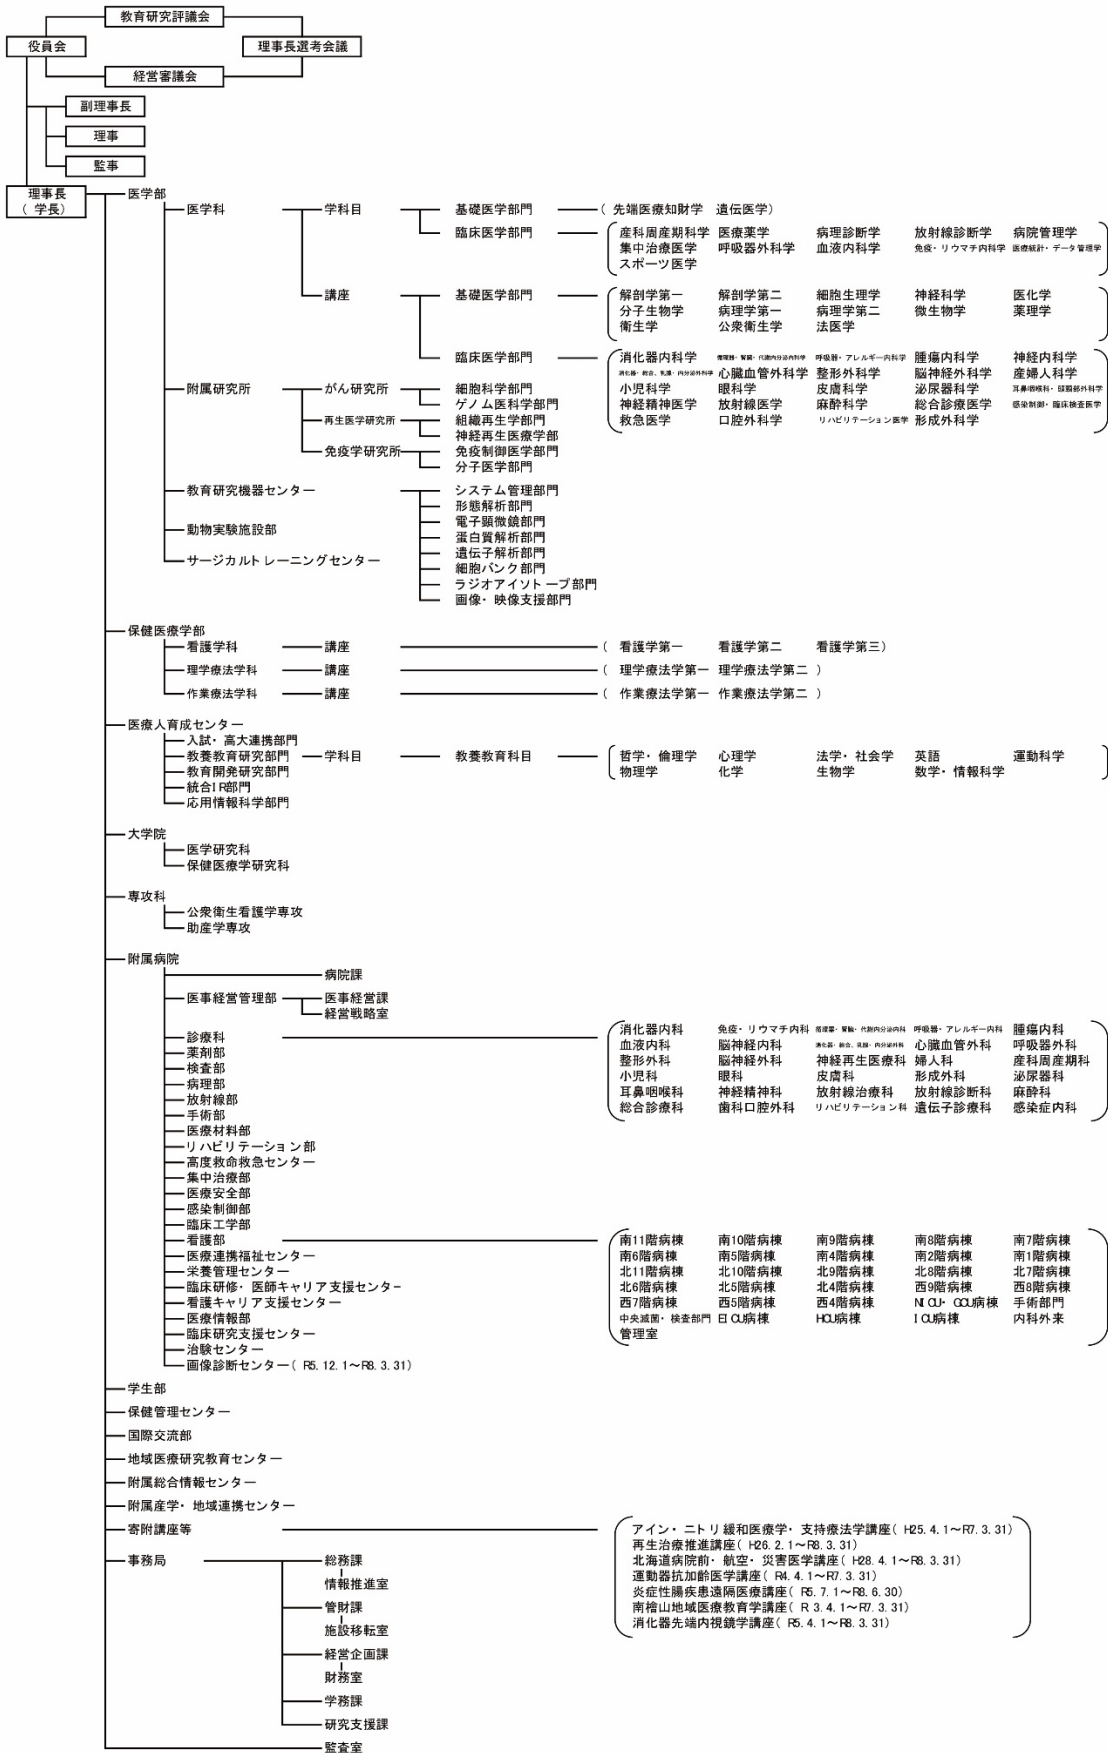 教育研究評議会
役員会 理事長選考会議
経営審議会
副理事長
理事
監事
理事長
(学長)
医学部
医学科 学科目 基礎医学部門 (先端医療知財学 遺伝医学)
臨床医学部門 産科周産期科学 医療薬学 病理診断学 放射線診断学 病院管理学
集中治療医学 呼吸器外科学 血液内科学 免疫・リウマチ内科学 医療統計・データ管理学
スポーツ医学
講座 基礎医学部門 解剖学第一 解剖学第二 細胞生理学 神経科学 医化学
分子生物学 病理学第一 病理学第二 微生物学 薬理学
衛生学 公衆衛生学 法医学
臨床医学部門 消化器内科学 循環器・腎臓・代謝内分泌内科学 呼吸器・アレルギー内科学 腫瘍内科学 神経内科学
消化器・総合、乳腺・内分泌外科学 心臓血管外科学 整形外科学 脳神経外科学 産婦人科学
附属研究所 がん研究所 細胞科学部門 小児科学 眼科学 皮膚科学 泌尿器科学 耳鼻咽喉科・頭頸部外科学
ゲノム医科学部門 神経精神医学 放射線医学 麻酔科学 総合診療医学 感染制御・臨床検査医学
再生医学研究所 組織再生学部門 救急医学 口腔外科学 リハビリテーション医学 形成外科学
神経再生医療学部
免疫学研究所 免疫制御医学部門
分子医学部門
教育研究機器センター システム管理部門
形態解析部門
動物実験施設部 電子顕微鏡部門
蛋白質解析部門
サージカルトレーニングセンター 遺伝子解析部門
細胞バンク部門
ラジオアイソトープ部門
画像・映像支援部門
保健医療学部
看護学科 講座 (看護学第一 看護学第二 看護学第三)
理学療法学科 講座 (理学療法学第一 理学療法学第二)
作業療法学科 講座 (作業療法学第一 作業療法学第二)
医療人育成センター
入試・高大連携部門
教養教育研究部門 学科目 教養教育科目 哲学・倫理学 心理学 法学・社会学 英語 運動科学
教育開発研究部門 物理学 化学 生物学 数学・情報科学
統合IR部門
応用情報科学部門
大学院
医学研究科
保健医療学研究科
専攻科
公衆衛生看護学専攻
助産学専攻
附属病院
病院課
医事経営管理部 医事経営課
経営戦略室
診療科 消化器内科 免疫・リウマチ内科 循環器・腎臓・代謝内分泌内科 呼吸器・アレルギー内科 腫瘍内科
薬剤部 血液内科 脳神経内科 消化器・総合、乳腺・内分泌外科 心臓血管外科 呼吸器外科
検査部 整形外科 脳神経外科 神経再生医療科 婦人科 産科周産期科
病理部 小児科 眼科 皮膚科 形成外科 泌尿器科
放射線部 耳鼻咽喉科 神経精神科 放射線治療科 放射線診断科 麻酔科
手術部 総合診療科 歯科口腔外科 リハビリテーション科 遺伝子診療科 感染症内科
医療材料部
リハビリテーション部
高度救命救急センター
集中治療部
医療安全部
感染制御部
臨床工学部
看護部 南11階病棟 南10階病棟 南9階病棟 南8階病棟 南7階病棟
医療連携福祉センター 南6階病棟 南5階病棟 南4階病棟 南2階病棟 南1階病棟
栄養管理センター 北11階病棟 北10階病棟 北9階病棟 北8階病棟 北7階病棟
臨床研修・医師キャリア支援センター 北6階病棟 北5階病棟 北4階病棟 西9階病棟 西8階病棟
看護キャリア支援センター 西7階病棟 西5階病棟 西4階病棟 NICU・GCU病棟 手術部門
医療情報部 中央滅菌・検査部門 EICU病棟 HCU病棟 ICU病棟 内科外来
臨床研究支援センター 管理室
治験センター
画像診断センター(R5.12.1～R8.3.31)
学生部
保健管理センター
国際交流部
地域医療研究教育センター
附属総合情報センター
附属産学・地域連携センター
寄附講座等 アイン・ニトリ緩和医療学・支持療法学講座(H25.4.1～R7.3.31)
再生治療推進講座(H26.2.1～R8.3.31)
北海道病院前・航空・災害医学講座(H28.4.1～R8.3.31)
運動器抗加齢医学講座(R4.4.1～R7.3.31)
炎症性腸疾患遠隔医療講座(R5.7.1～R8.6.30)
南檜山地域医療教育学講座(R3.4.1～R7.3.31)
消化器先端内視鏡学講座(R5.4.1～R8.3.31)
事務局 総務課
情報推進室
管財課
施設移転室
経営企画課
財務室
学務課
研究支援課
監査室